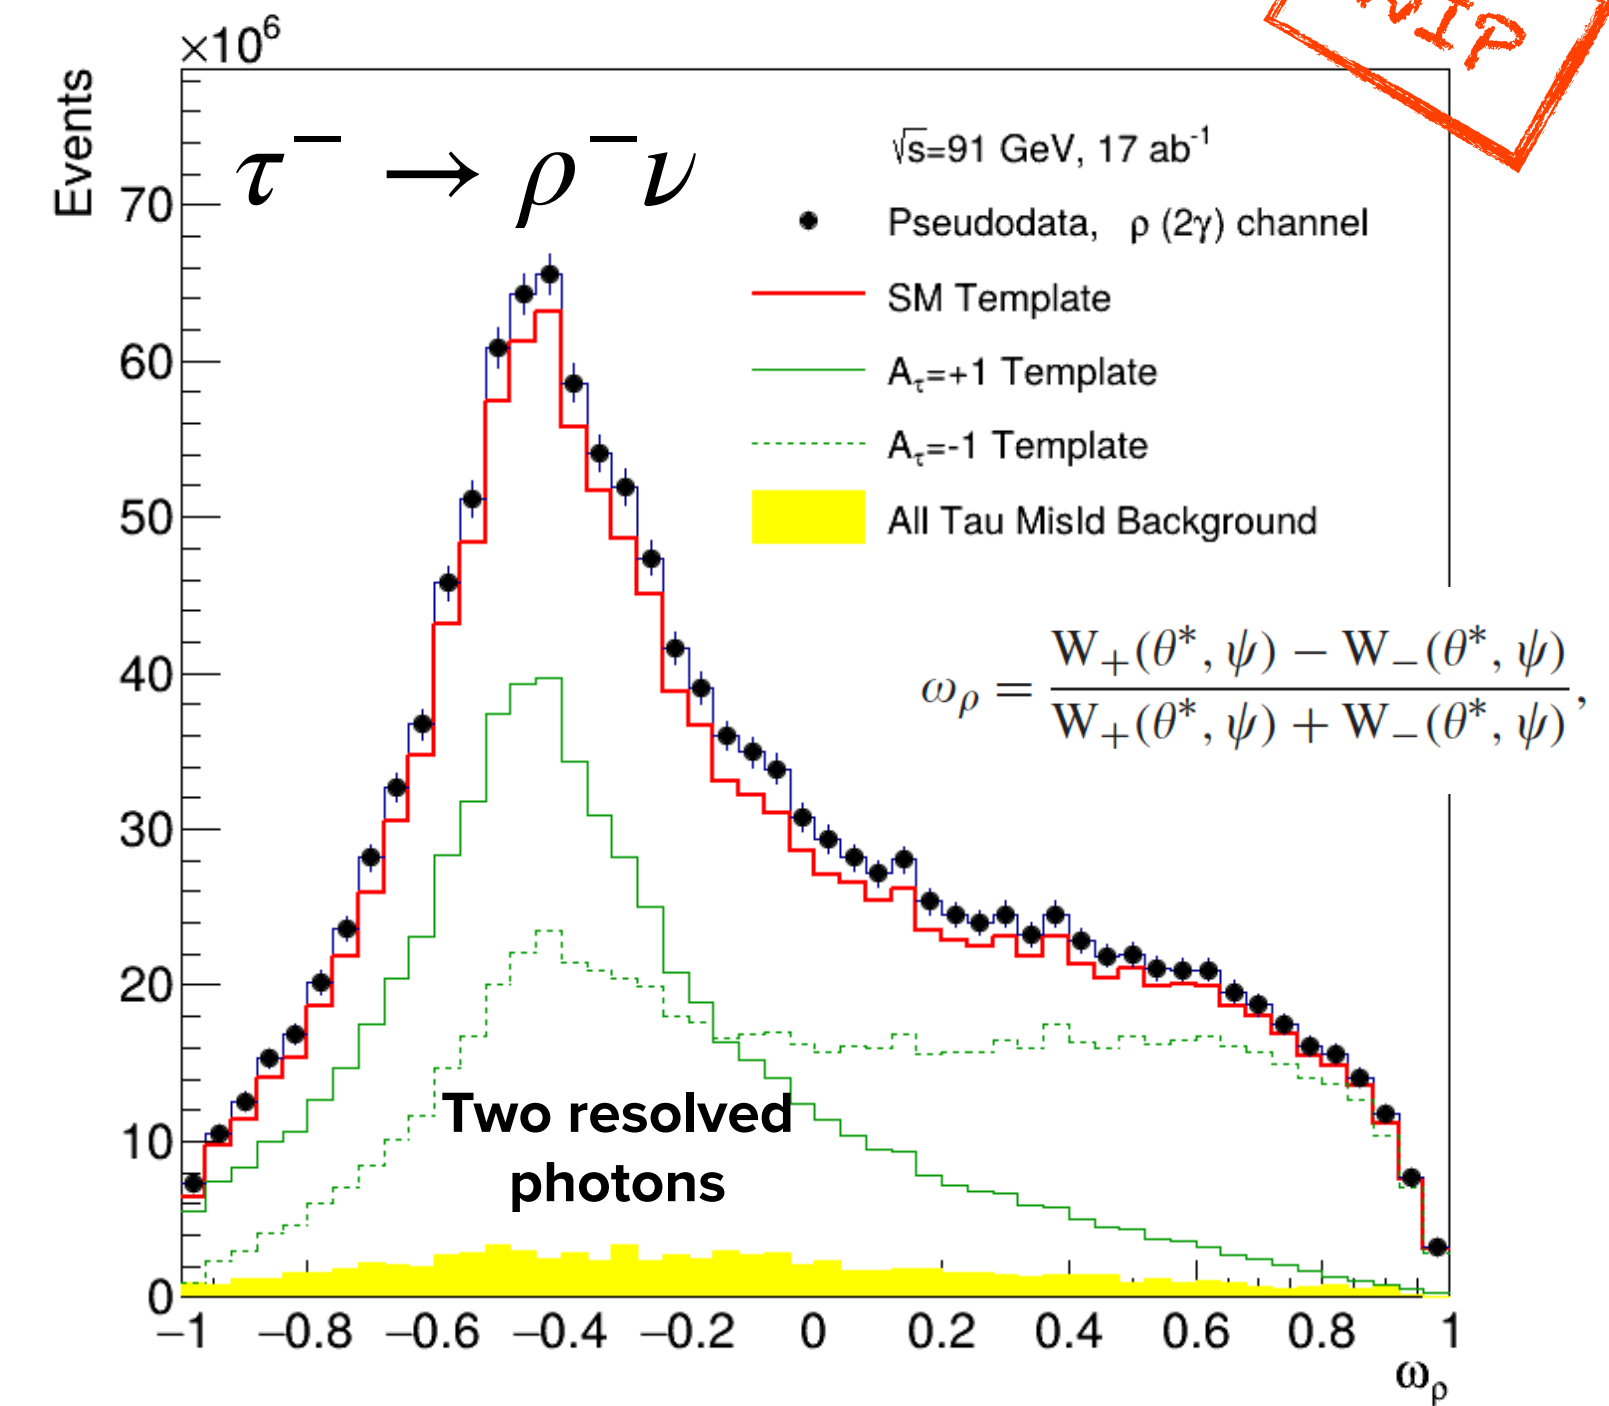 ×10⁶
WIP
Events
τ⁻ → ρ⁻ν
√s=91 GeV, 17 ab⁻¹
Pseudodata, ρ (2γ) channel
SM Template
A_τ=+1 Template
A_τ=-1 Template
All Tau MisId Background
ω_ρ = (W₊(θ*, ψ) − W₋(θ*, ψ)) / (W₊(θ*, ψ) + W₋(θ*, ψ)),
Two resolved
photons
70
60
50
40
30
20
10
0
−1 −0.8 −0.6 −0.4 −0.2 0 0.2 0.4 0.6 0.8 1
ω_ρ